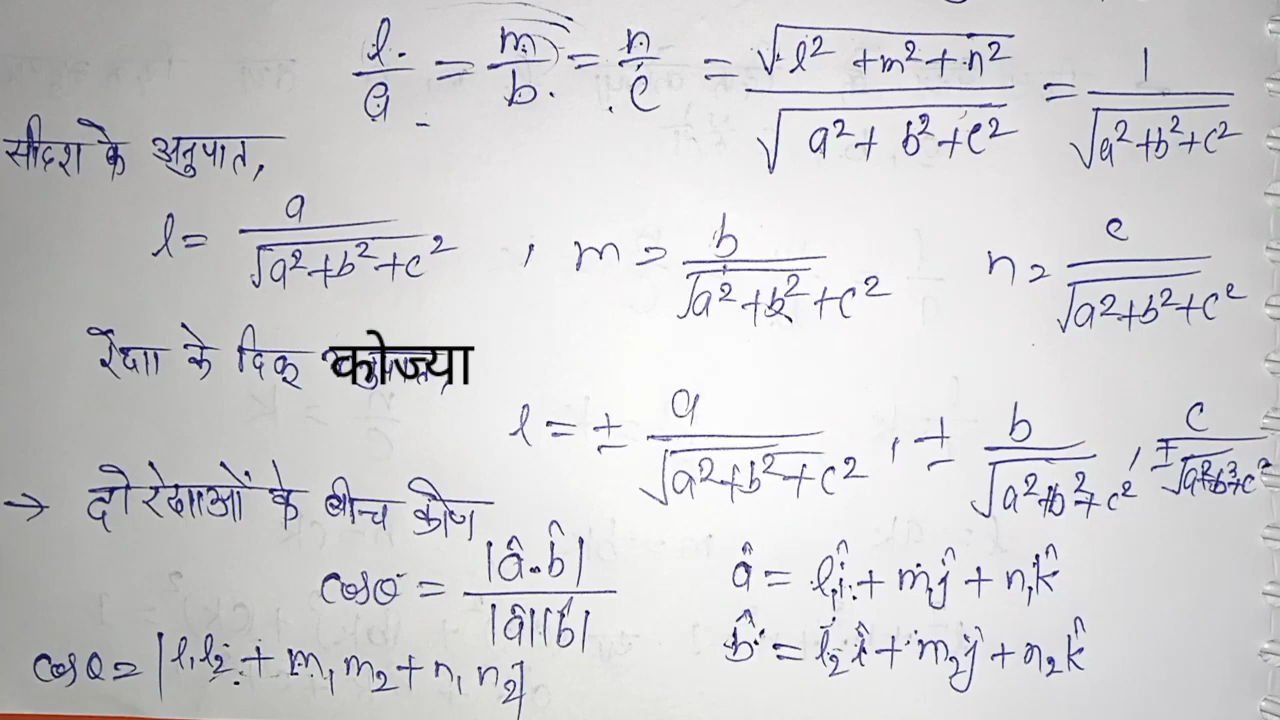 l/a = m/b = n/c = √(l² + m² + n²) / √(a² + b² + c²) = 1 / √(a² + b² + c²)
सदिश के अनुपात,
l = a / √(a² + b² + c²) , m = b / √(a² + b² + c²) n = c / √(a² + b² + c²)
रेखा के दिक् कोज्या
l = ± a / √(a² + b² + c²) , ± b / √(a² + b² + c²) , ± c / √(a² + b² + c²)
→ दो रेखाओं के बीच कोण
cosθ = |â . b̂| / |â| |b̂| â = l₁î + m₁ĵ + n₁k̂
cosθ = |l₁l₂ + m₁m₂ + n₁n₂| b̂ = l₂î + m₂ĵ + n₂k̂